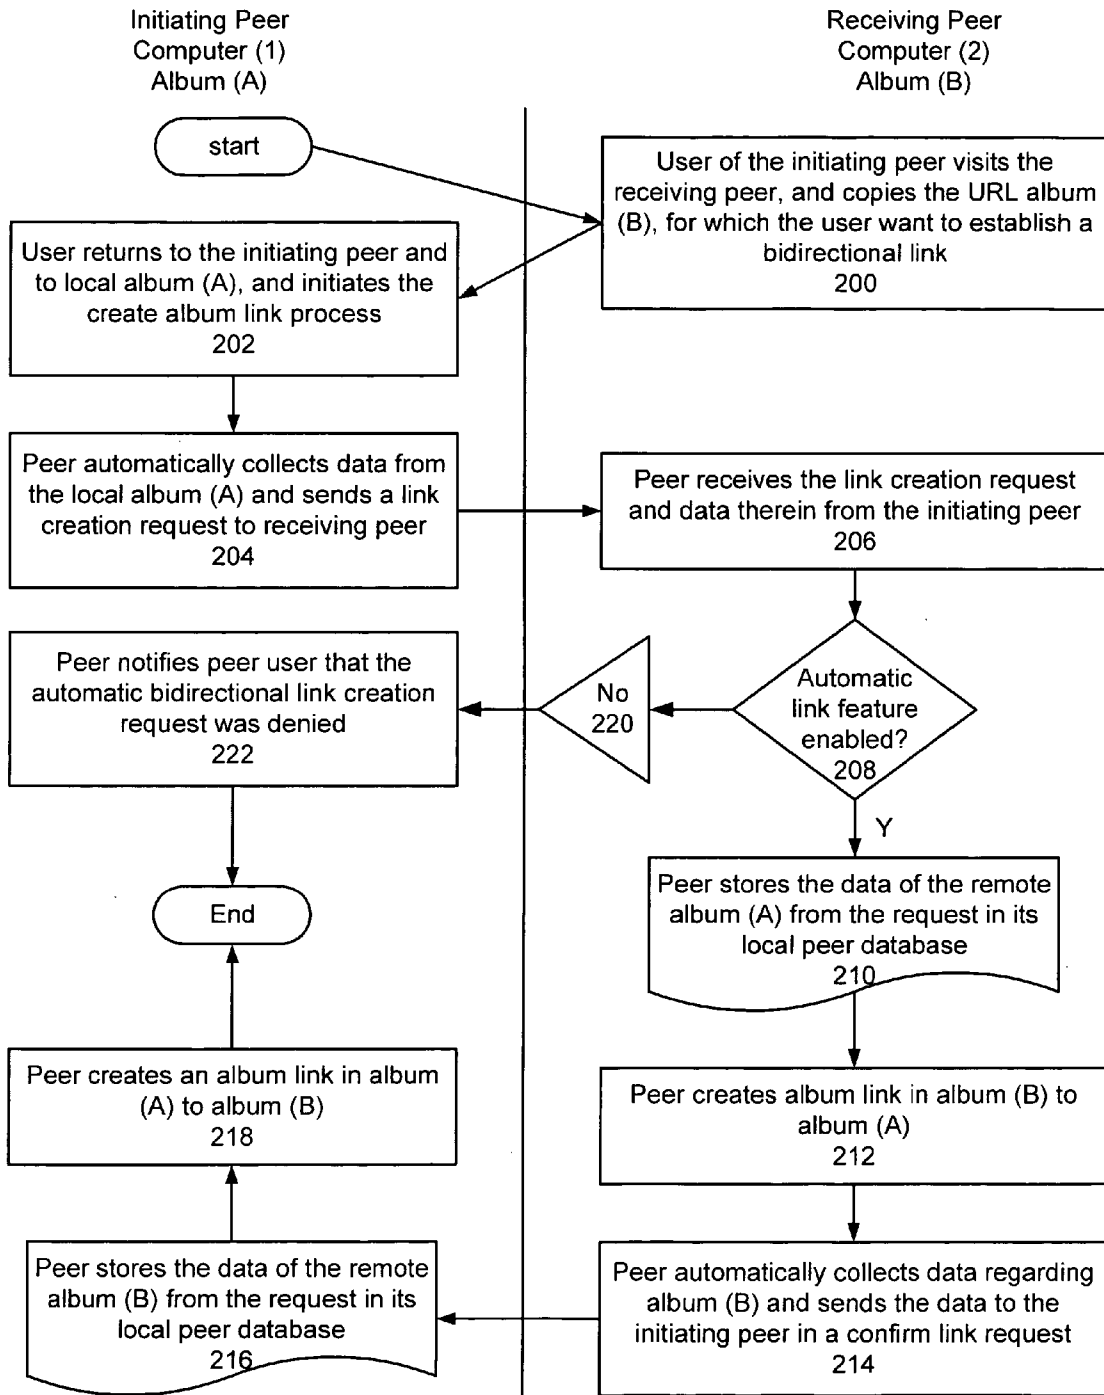 Initiating Peer
Computer (1)
Album (A)
Receiving Peer
Computer (2)
Album (B)
start
User of the initiating peer visits the
receiving peer, and copies the URL album
(B), for which the user want to establish a
bidirectional link
200
User returns to the initiating peer and
to local album (A), and initiates the
create album link process
202
Peer automatically collects data from
the local album (A) and sends a link
creation request to receiving peer
204
Peer receives the link creation request
and data therein from the initiating peer
206
Automatic
link feature
enabled?
208
No
220
Peer notifies peer user that the
automatic bidirectional link creation
request was denied
222
Y
Peer stores the data of the remote
album (A) from the request in its
local peer database
210
End
Peer creates album link in album (B) to
album (A)
212
Peer automatically collects data regarding
album (B) and sends the data to the
initiating peer in a confirm link request
214
Peer stores the data of the remote
album (B) from the request in its
local peer database
216
Peer creates an album link in album
(A) to album (B)
218